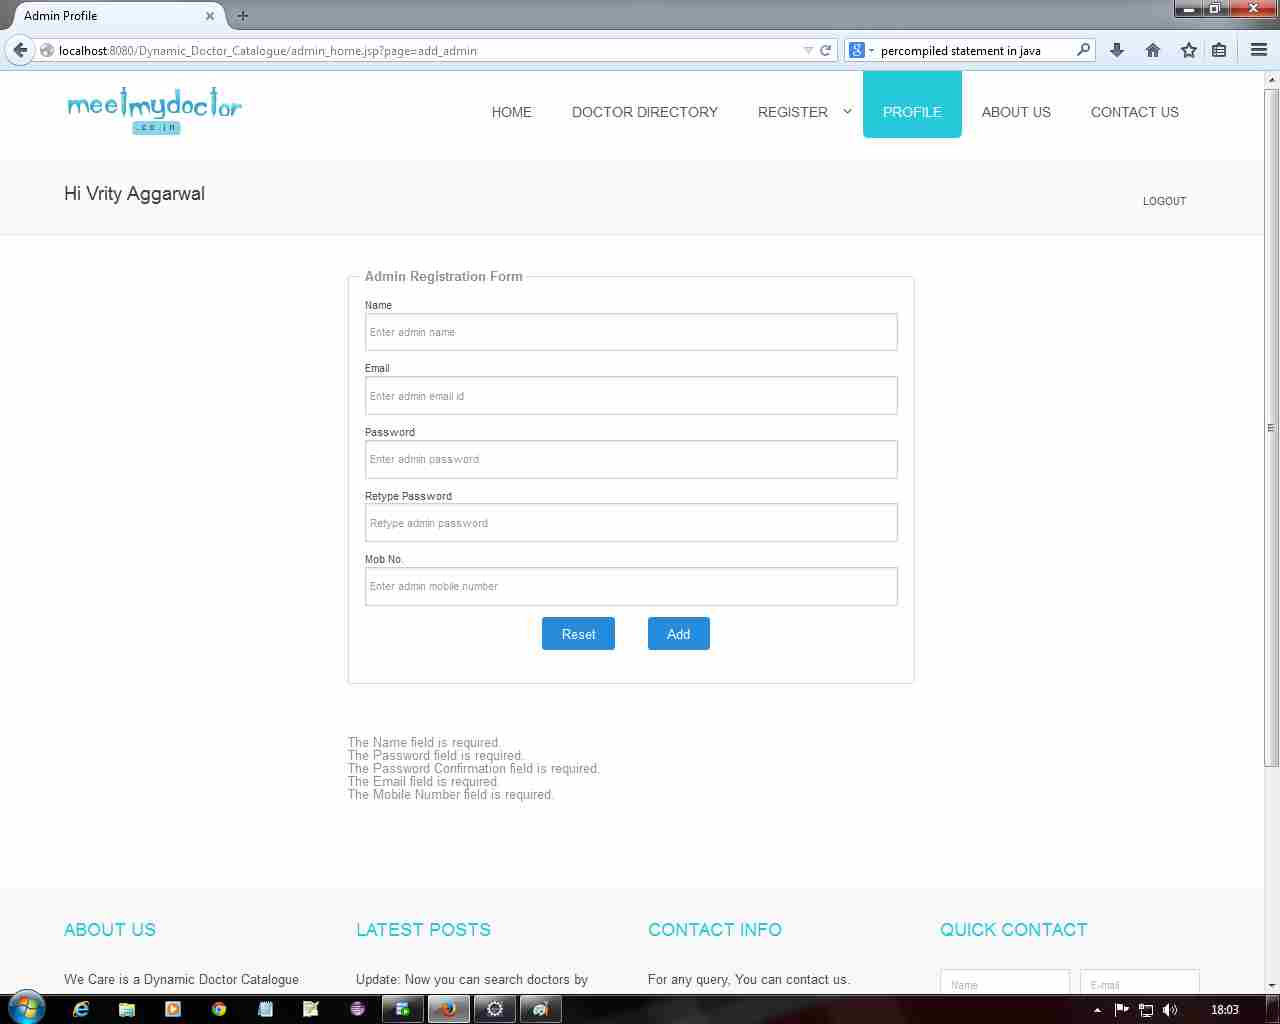 Admin Profile
localhost:8080/Dynamic_Doctor_Catalogue/admin_home.jsp?page=add_admin
percompiled statement in java
meetmydoctor
.co.in
HOME
DOCTOR DIRECTORY
REGISTER
PROFILE
ABOUT US
CONTACT US
Hi Vrity Aggarwal
LOGOUT
Admin Registration Form
Name
Enter admin name
Email
Enter admin email id
Password
Enter admin password
Retype Password
Retype admin password
Mob No.
Enter admin mobile number
Reset
Add
The Name field is required.
The Password field is required.
The Password Confirmation field is required.
The Email field is required.
The Mobile Number field is required.
ABOUT US
LATEST POSTS
CONTACT INFO
QUICK CONTACT
We Care is a Dynamic Doctor Catalogue
Update: Now you can search doctors by
For any query, You can contact us.
Name
E-mail
18:03